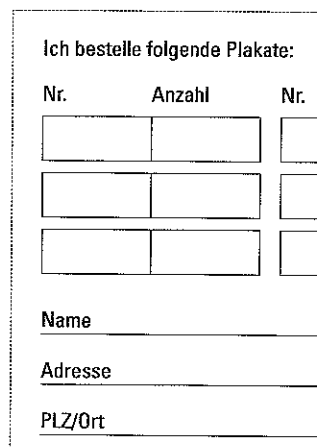 Ich bestelle folgende Plakate:
Nr. Anzahl Nr.
Name
Adresse
PLZ/Ort